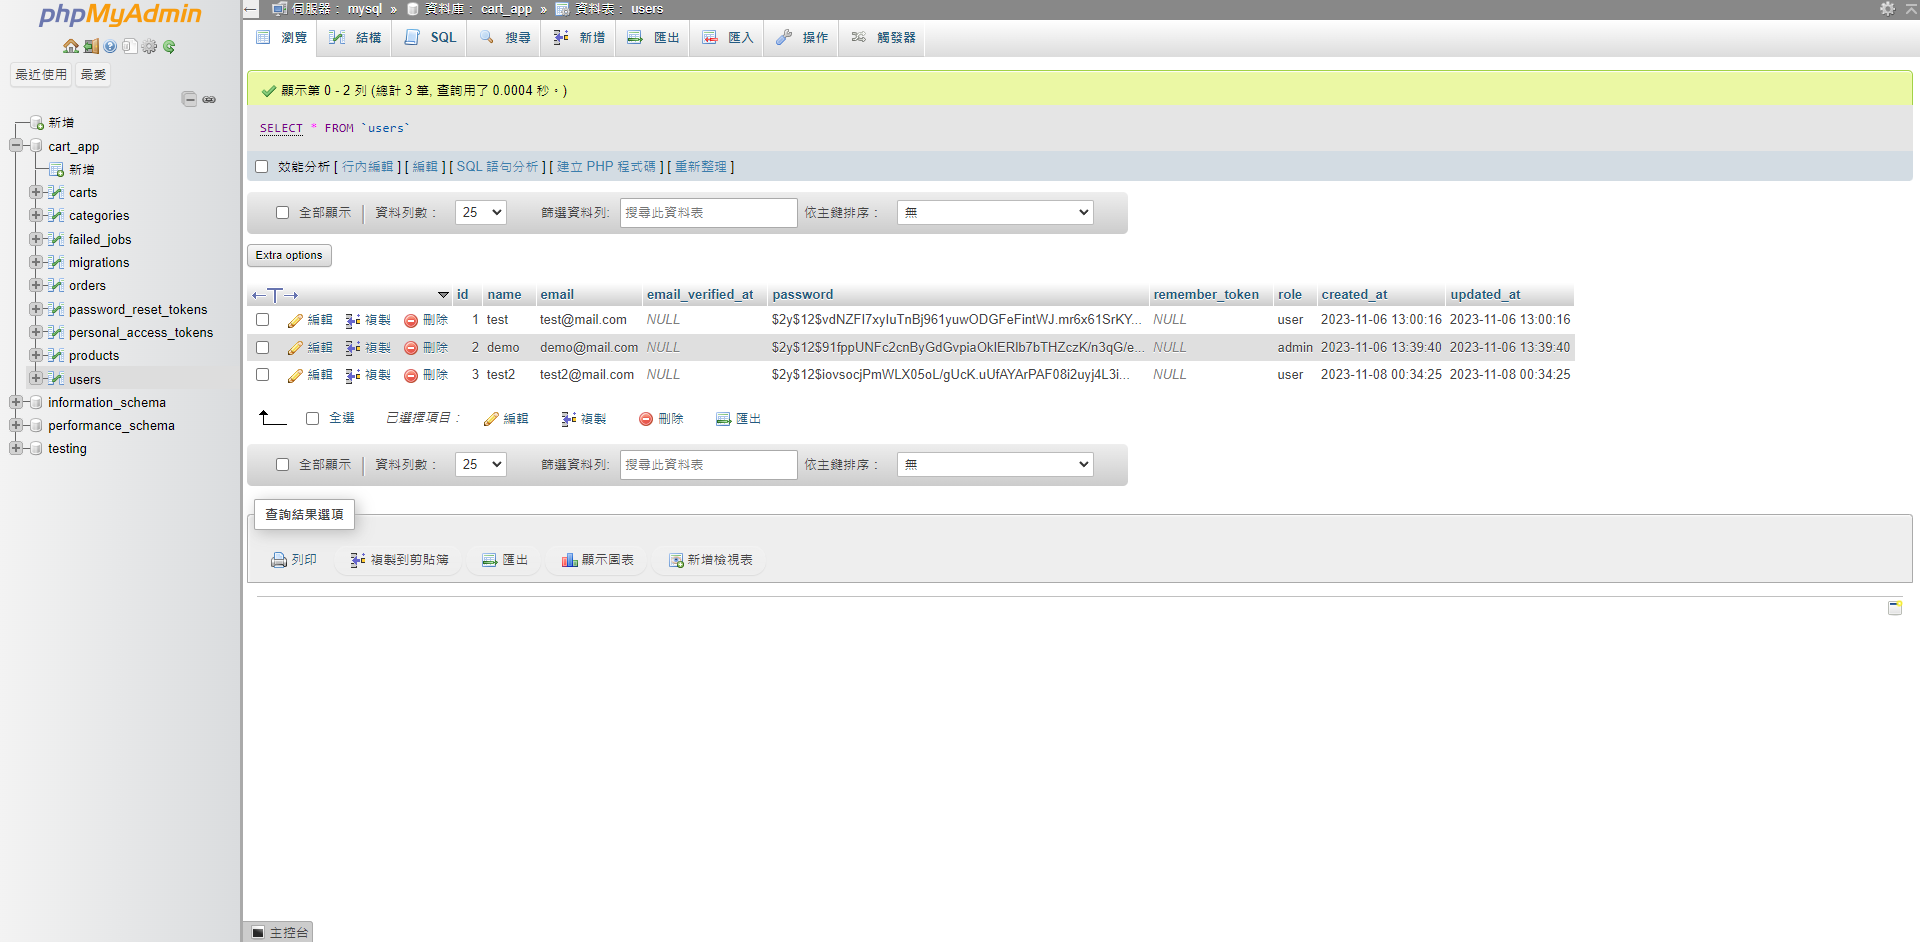 phpMyAdmin
最近使用 最愛
新增
cart_app
新增
carts
categories
failed_jobs
migrations
orders
password_reset_tokens
personal_access_tokens
products
users
information_schema
performance_schema
testing
伺服器： mysql » 資料庫： cart_app » 資料表： users
瀏覽 結構 SQL 搜尋 新增 匯出 匯入 操作 觸發器
顯示第 0 - 2 列 (總計 3 筆, 查詢用了 0.0004 秒。)
SELECT * FROM `users`
效能分析 [ 行內編輯 ] [ 編輯 ] [ SQL 語句分析 ] [ 建立 PHP 程式碼 ] [ 重新整理 ]
全部顯示 資料列數： 25 篩選資料列: 搜尋此資料表 依主鍵排序： 無
Extra options
id name email email_verified_at password remember_token role created_at updated_at
編輯 複製 刪除 1 test test@mail.com NULL $2y$12$vdNZFI7xyIuTnBj961yuwODGFeFintWJ.mr6x61SrKY... NULL user 2023-11-06 13:00:16 2023-11-06 13:00:16
編輯 複製 刪除 2 demo demo@mail.com NULL $2y$12$91fppUNFc2cnByGdGvpiaOkIERlb7bTHZczK/n3qG/e... NULL admin 2023-11-06 13:39:40 2023-11-06 13:39:40
編輯 複製 刪除 3 test2 test2@mail.com NULL $2y$12$iovsocjPmWLX05oL/gUcK.uUfAYArPAF08i2uyj4L3i... NULL user 2023-11-08 00:34:25 2023-11-08 00:34:25
全選 已選擇項目： 編輯 複製 刪除 匯出
全部顯示 資料列數： 25 篩選資料列: 搜尋此資料表 依主鍵排序： 無
查詢結果選項
列印 複製到剪貼簿 匯出 顯示圖表 新增檢視表
主控台